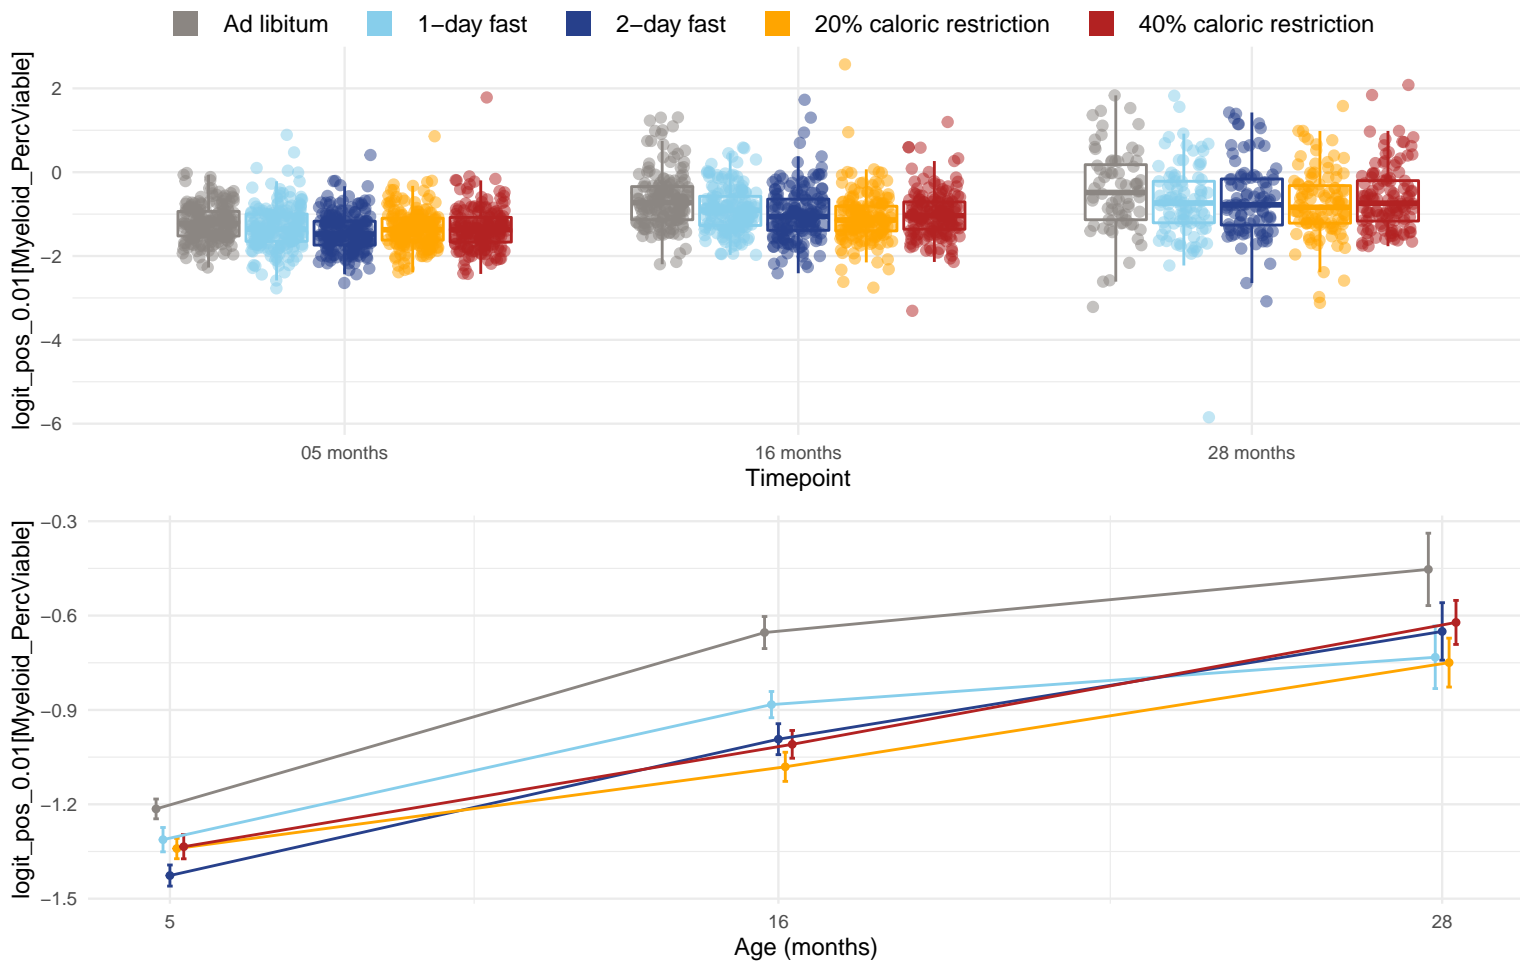 Ad libitum 1−day fast 2−day fast 20% caloric restriction 40% caloric restriction
logit_pos_0.01[Myeloid_PercViable]
2
0
−2
−4
−6
05 months 16 months 28 months
Timepoint
logit_pos_0.01[Myeloid_PercViable]
−0.3
−0.6
−0.9
−1.2
−1.5
5 16 28
Age (months)